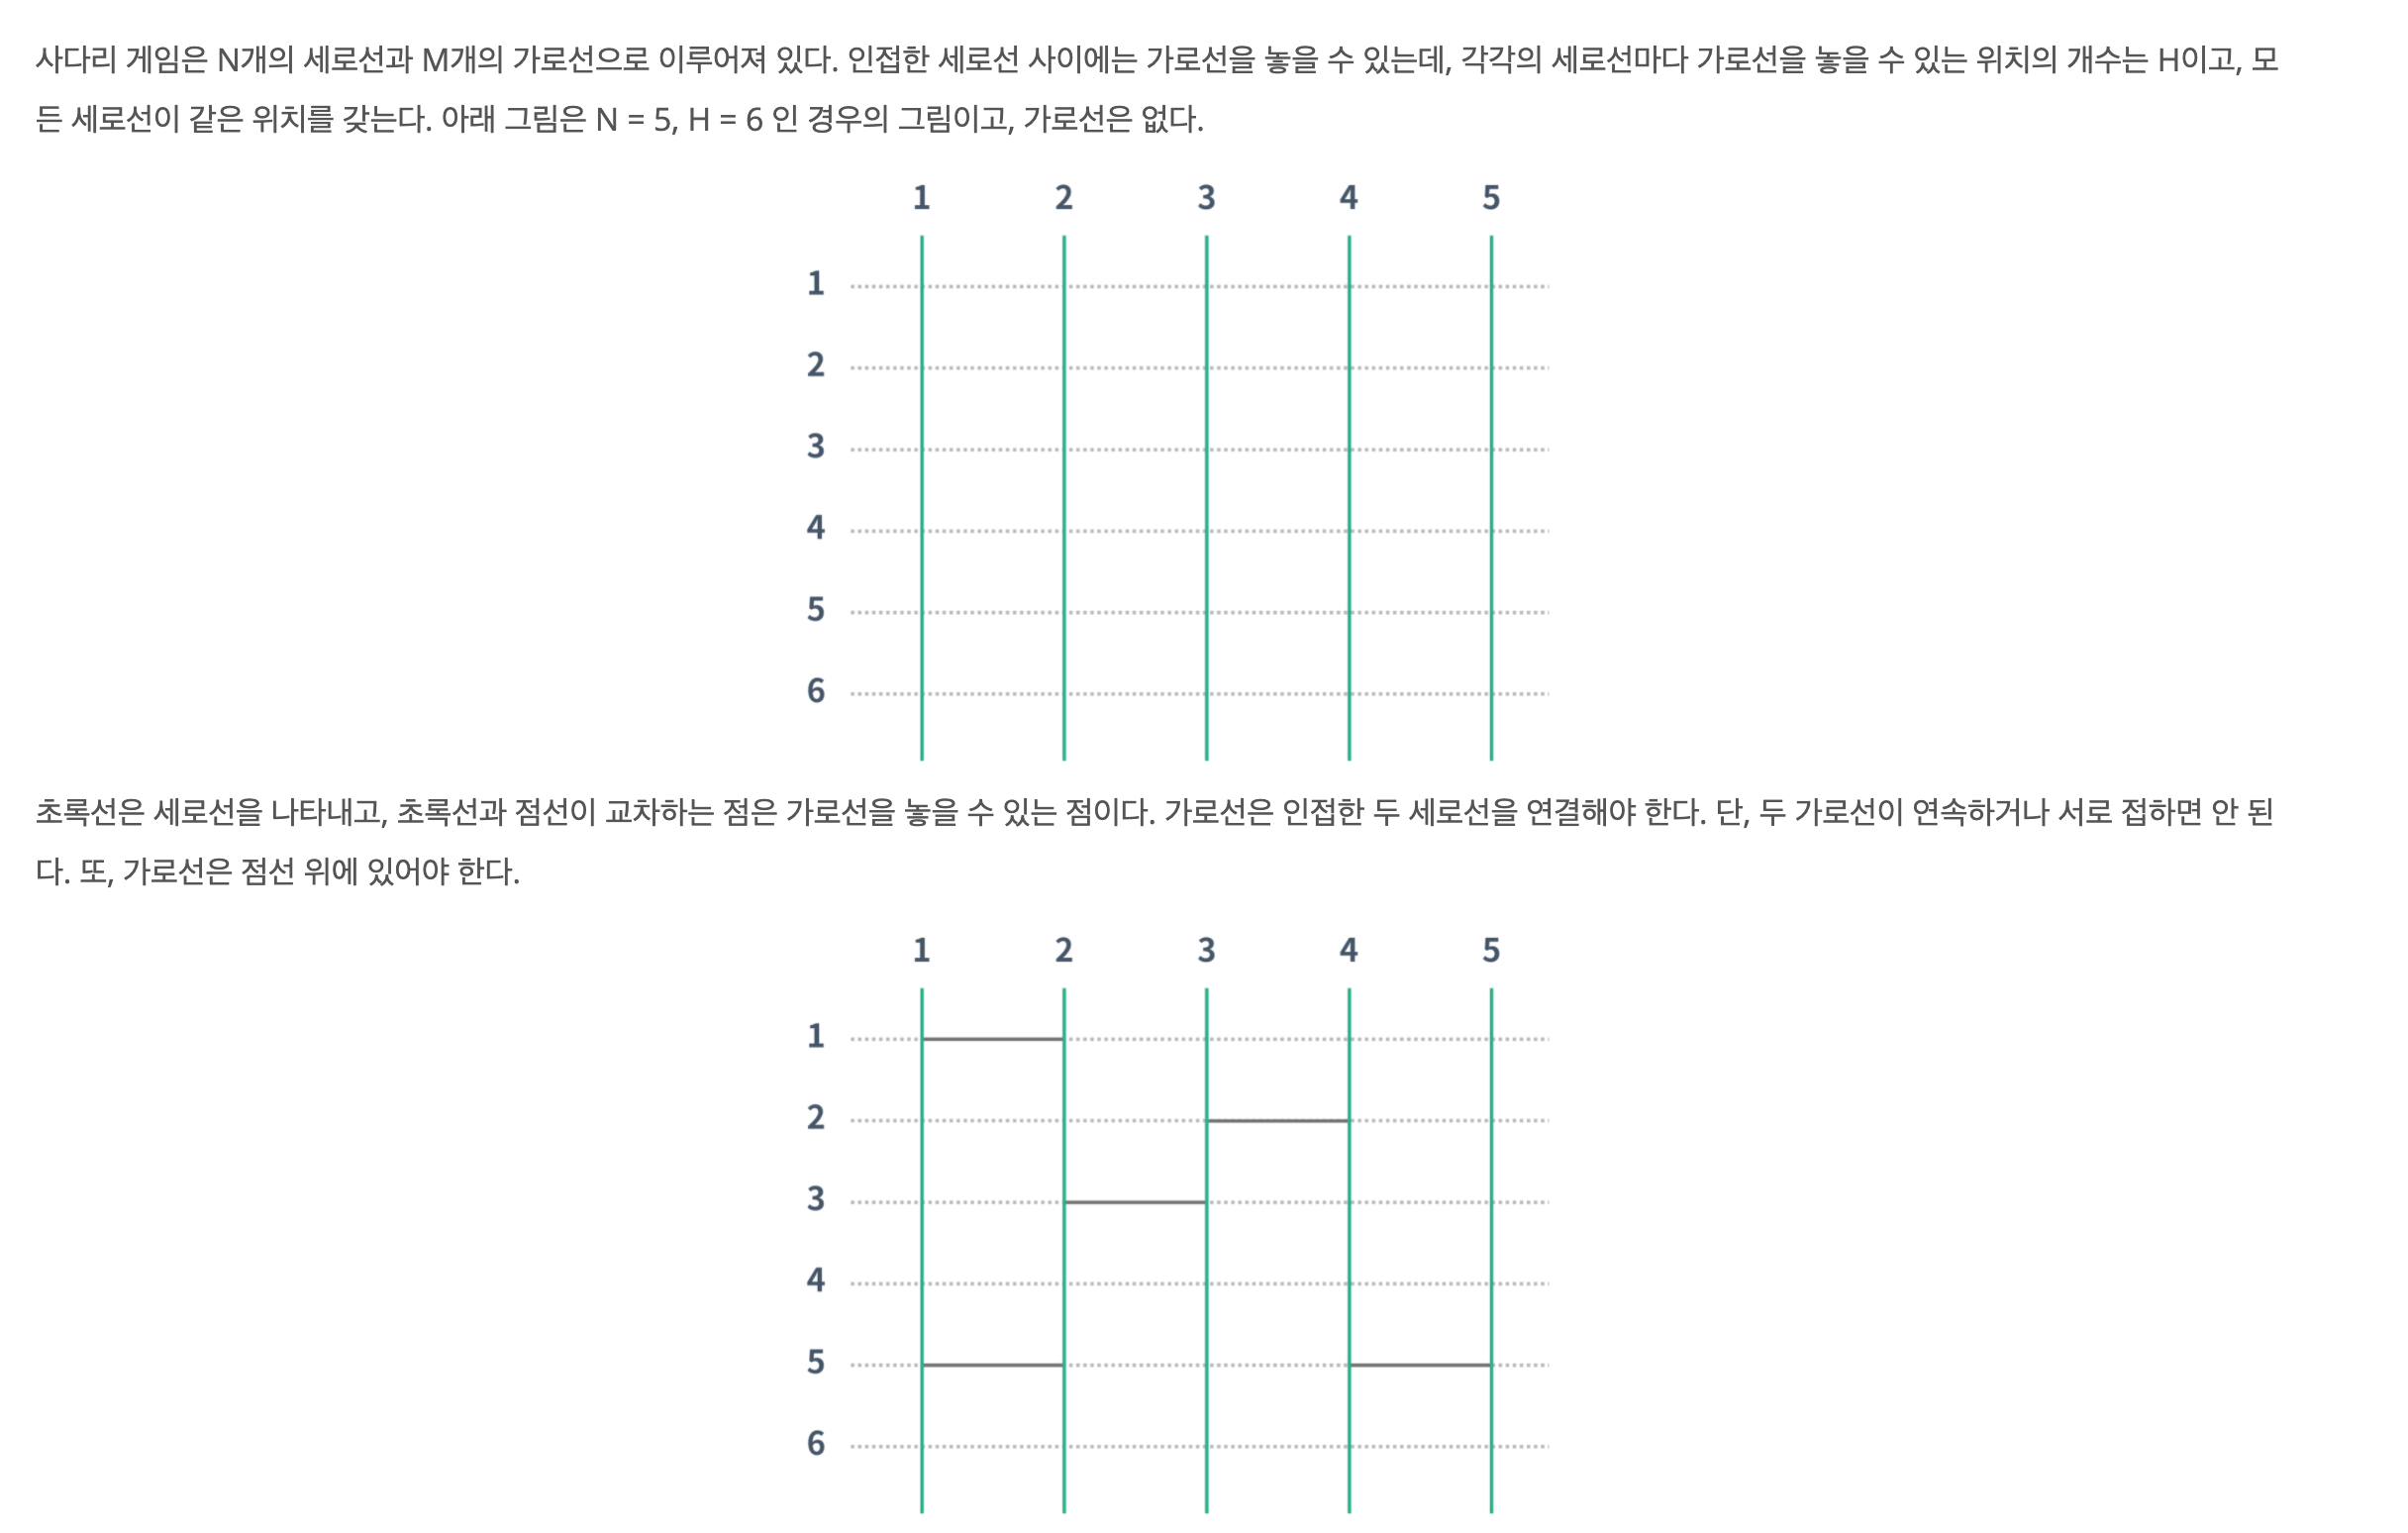 사다리 게임은 N개의 세로선과 M개의 가로선으로 이루어져 있다. 인접한 세로선 사이에는 가로선을 놓을 수 있는데, 각각의 세로선마다 가로선을 놓을 수 있는 위치의 개수는 H이고, 모
든 세로선이 같은 위치를 갖는다. 아래 그림은 N = 5, H = 6 인 경우의 그림이고, 가로선은 없다.
1 2 3 4 5
1
2
3
4
5
6
초록선은 세로선을 나타내고, 초록선과 점선이 교차하는 점은 가로선을 놓을 수 있는 점이다. 가로선은 인접한 두 세로선을 연결해야 한다. 단, 두 가로선이 연속하거나 서로 접하면 안 된
다. 또, 가로선은 점선 위에 있어야 한다.
1 2 3 4 5
1
2
3
4
5
6